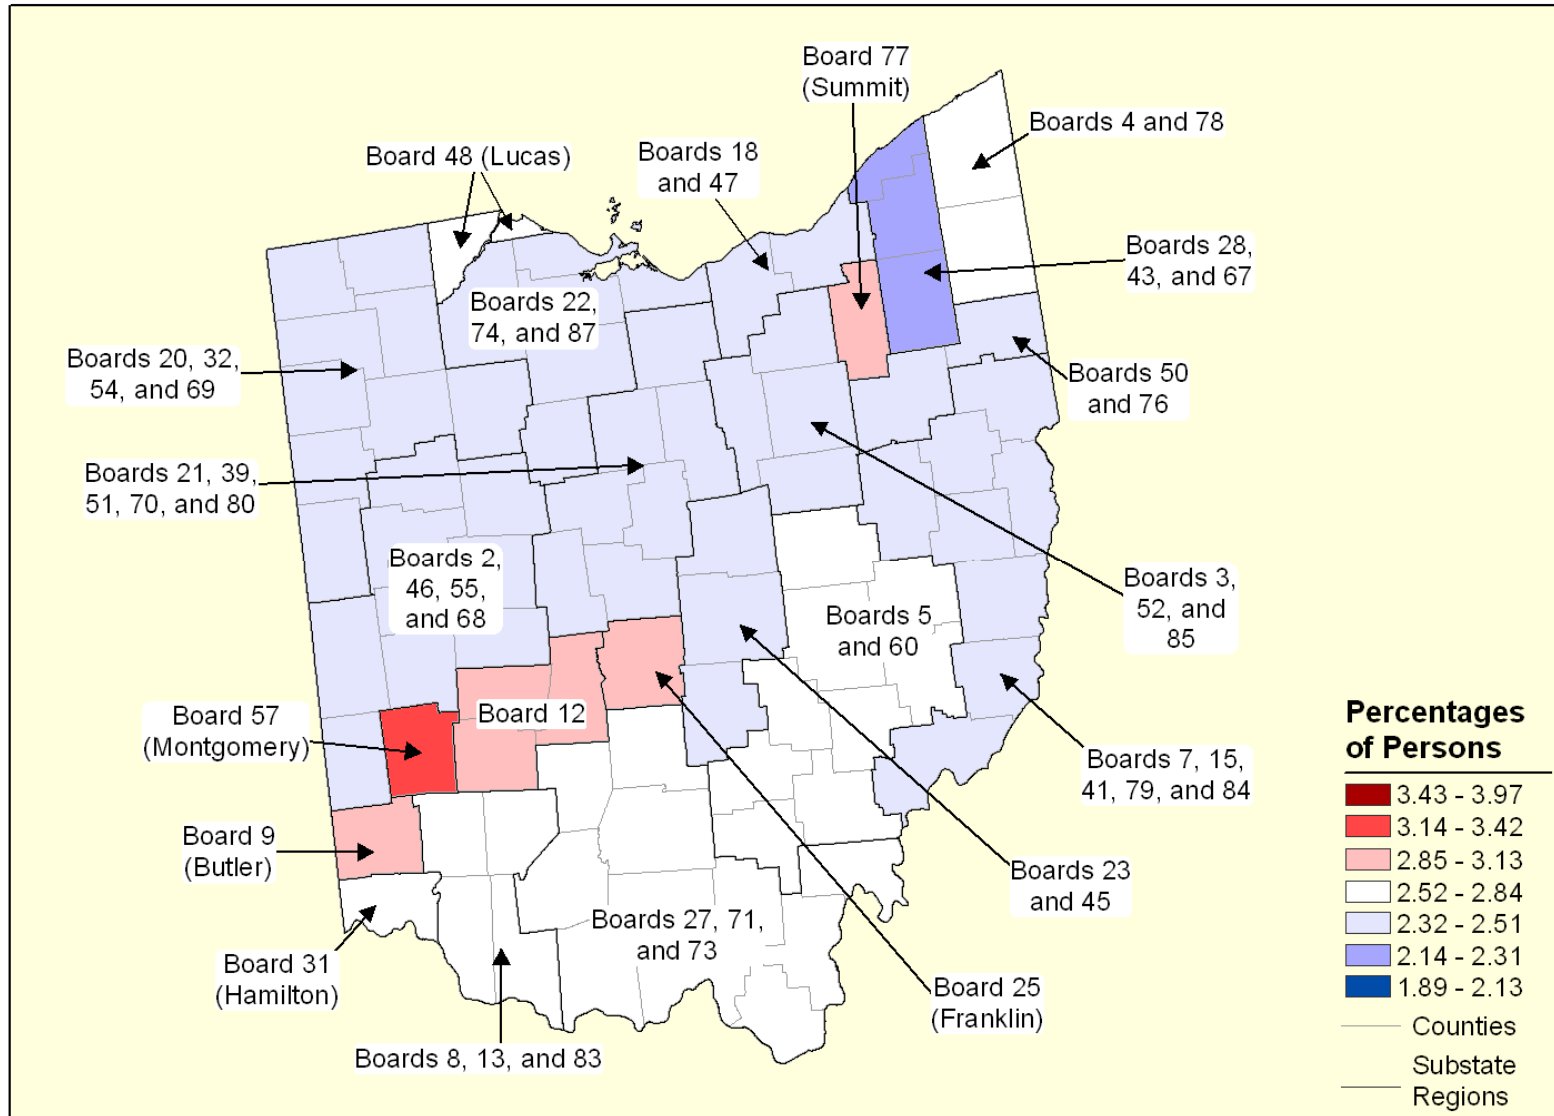 Board 77
(Summit)
Boards 4 and 78
Board 48 (Lucas)
Boards 18
and 47
Boards 28,
43, and 67
Boards 22,
74, and 87
Boards 20, 32,
54, and 69
Boards 50
and 76
Boards 21, 39,
51, 70, and 80
Boards 2,
46, 55,
and 68
Boards 3,
52, and
85
Boards 5
and 60
Board 12
Board 57
(Montgomery)
Boards 7, 15,
41, 79, and 84
Board 9
(Butler)
Boards 23
and 45
Boards 27, 71,
and 73
Board 31
(Hamilton)
Board 25
(Franklin)
Boards 8, 13, and 83
Percentages
of Persons
3.43 - 3.97
3.14 - 3.42
2.85 - 3.13
2.52 - 2.84
2.32 - 2.51
2.14 - 2.31
1.89 - 2.13
Counties
Substate
Regions